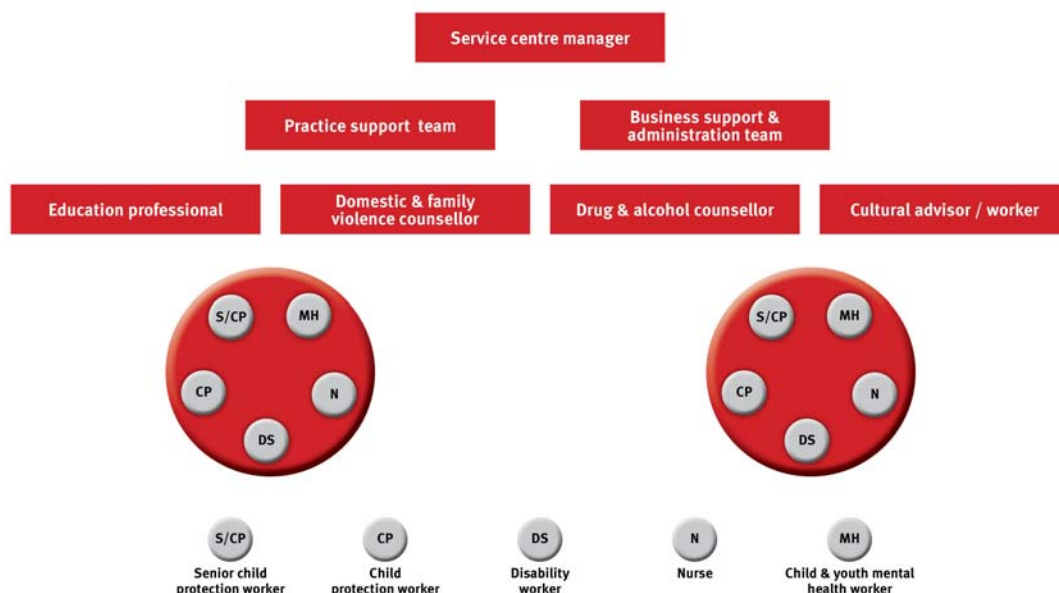 Service centre manager
Practice support team
Business support &
administration team
Education professional
Domestic & family
violence counsellor
Drug & alcohol counsellor
Cultural advisor / worker
S/CP
MH
CP
N
DS
S/CP
MH
CP
N
DS
S/CP
CP
DS
N
MH
Senior child
protection worker
Child
protection worker
Disability
worker
Nurse
Child & youth mental
health worker